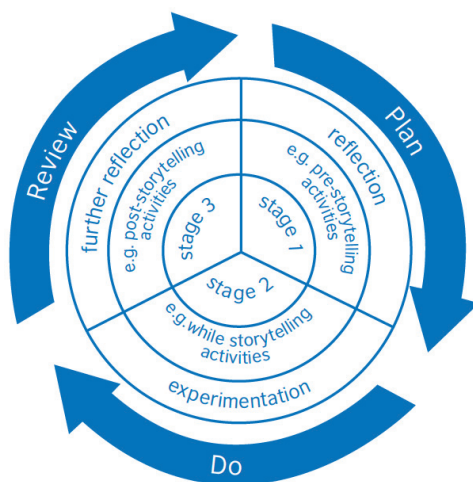 Plan
reflection
e.g. pre-storytelling
activities
stage 1
Do
experimentation
e.g. while storytelling
activities
stage 2
Review
further reflection
e.g. post-storytelling
activities
stage 3